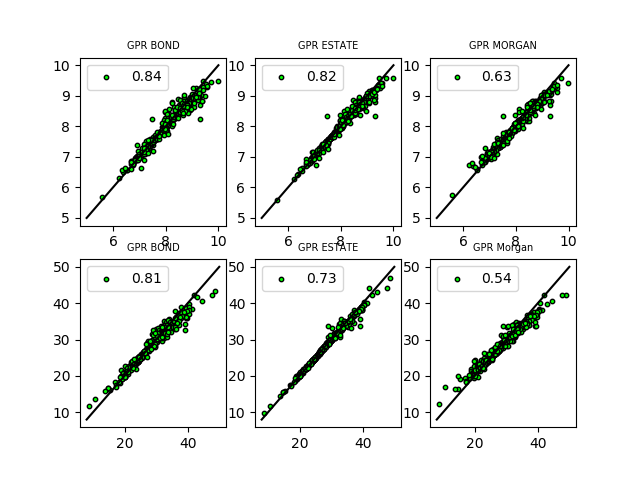 GPR BOND GPR ESTATE GPR MORGAN
10 10 10
0.84 0.82 0.63
9 9 9
8 8 8
7 7 7
6 6 6
5 5 5
6 8 10 6 8 10 6 8 10
GPR BOND GPR ESTATE GPR Morgan
50 50 50
0.81 0.73 0.54
40 40 40
30 30 30
20 20 20
10 10 10
20 40 20 40 20 40